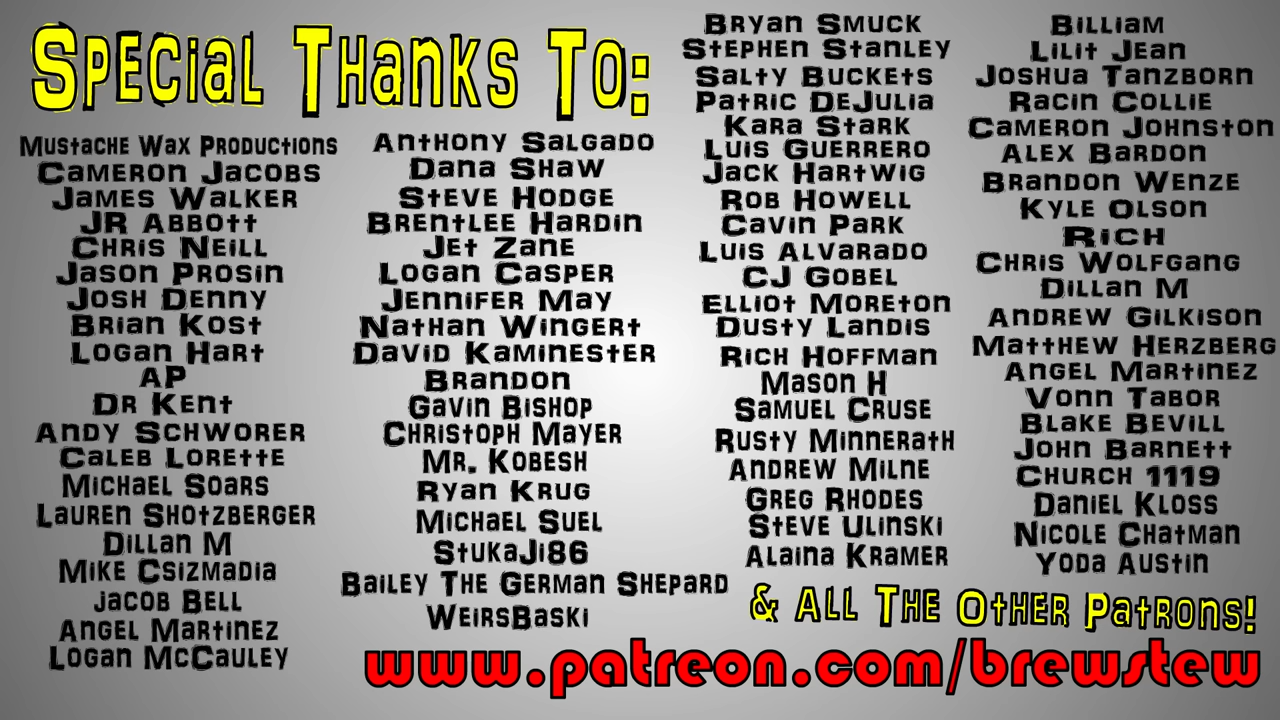 Special Thanks To:
Mustache Wax Productions
Cameron Jacobs
James Walker
JR Abbott
Chris Neill
Jason Prosin
Josh Denny
Brian Kost
Logan Hart
AP
Dr Kent
Andy Schworer
Caleb Lorette
Michael Soars
Lauren Shotzberger
Dillan M
Mike Csizmadia
Jacob Bell
Angel Martinez
Logan McCauley
Anthony Salgado
Dana Shaw
Steve Hodge
Brentlee Hardin
Jet Zane
Logan Casper
Jennifer May
Nathan Wingert
David Kaminester
Brandon
Gavin Bishop
Christoph Mayer
Mr. Kobesh
Ryan Krug
Michael Suel
StukaJi86
Bailey The German Shepard
WeirsBaski
Bryan Smuck
Stephen Stanley
Salty Buckets
Patric DeJulia
Kara Stark
Luis Guerrero
Jack Hartwig
Rob Howell
Cavin Park
Luis Alvarado
CJ Gobel
Elliot Moreton
Dusty Landis
Rich Hoffman
Mason H
Samuel Cruse
Rusty Minnerath
Andrew Milne
Greg Rhodes
Steve Ulinski
Alaina Kramer
Billiam
Lilit Jean
Joshua Tanzborn
Racin Collie
Cameron Johnston
Alex Bardon
Brandon Wenze
Kyle Olson
Rich
Chris Wolfgang
Dillan M
Andrew Gilkison
Matthew Herzberg
Angel Martinez
Vonn Tabor
Blake Bevill
John Barnett
Church 1119
Daniel Kloss
Nicole Chatman
Yoda Austin
& All The Other Patrons!
www.patreon.com/brewstew